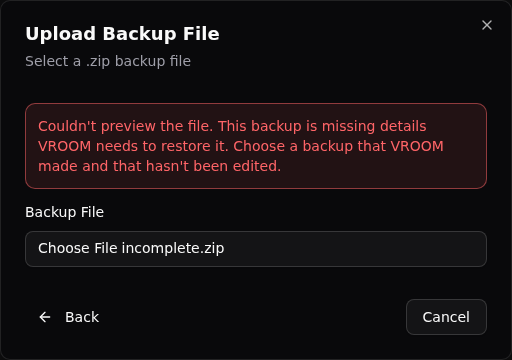 Upload Backup File
Select a .zip backup file
Couldn't preview the file. This backup is missing details
VROOM needs to restore it. Choose a backup that VROOM
made and that hasn't been edited.
Backup File
Choose File incomplete.zip
Back
Cancel